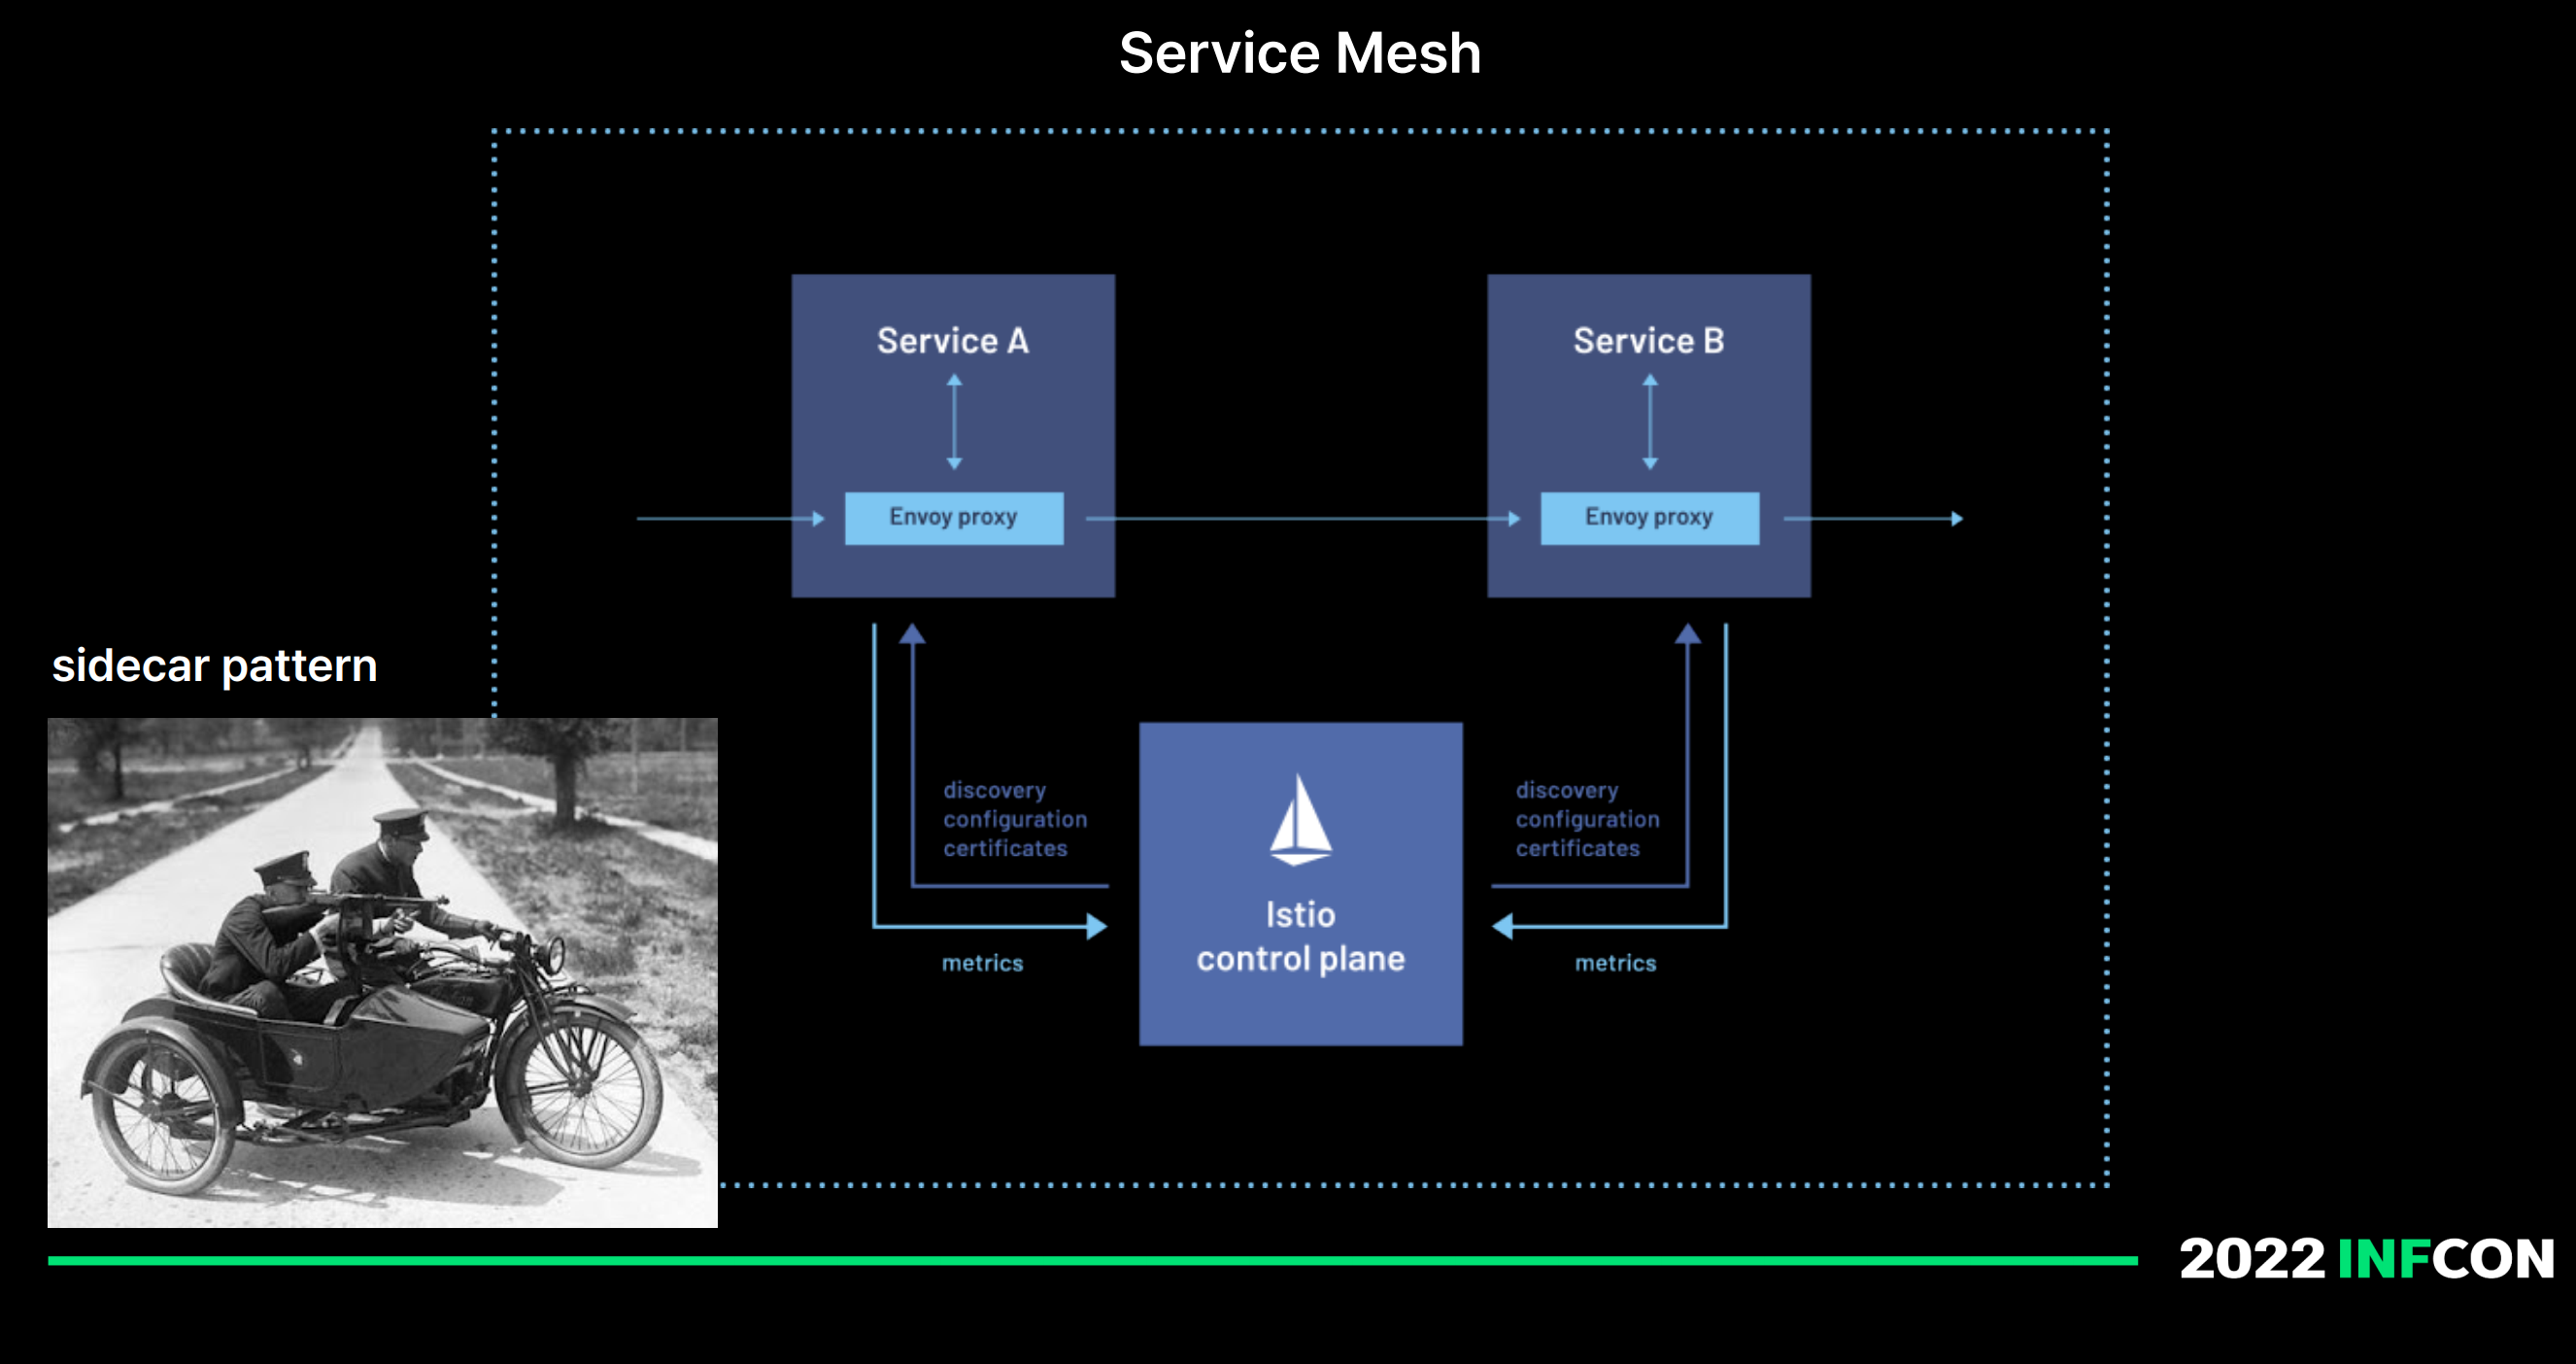 Service Mesh
Service A
Service B
Envoy proxy
Envoy proxy
sidecar pattern
discovery
configuration
certificates
discovery
configuration
certificates
Istio
control plane
metrics
metrics
2022 INFCON